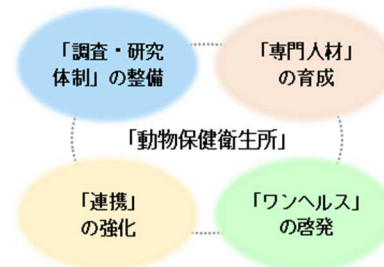 「調査・研究
体制」の整備
「専門人材」
の育成
「動物保健衛生所」
「連携」
の強化
「ワンヘルス」
の啓発